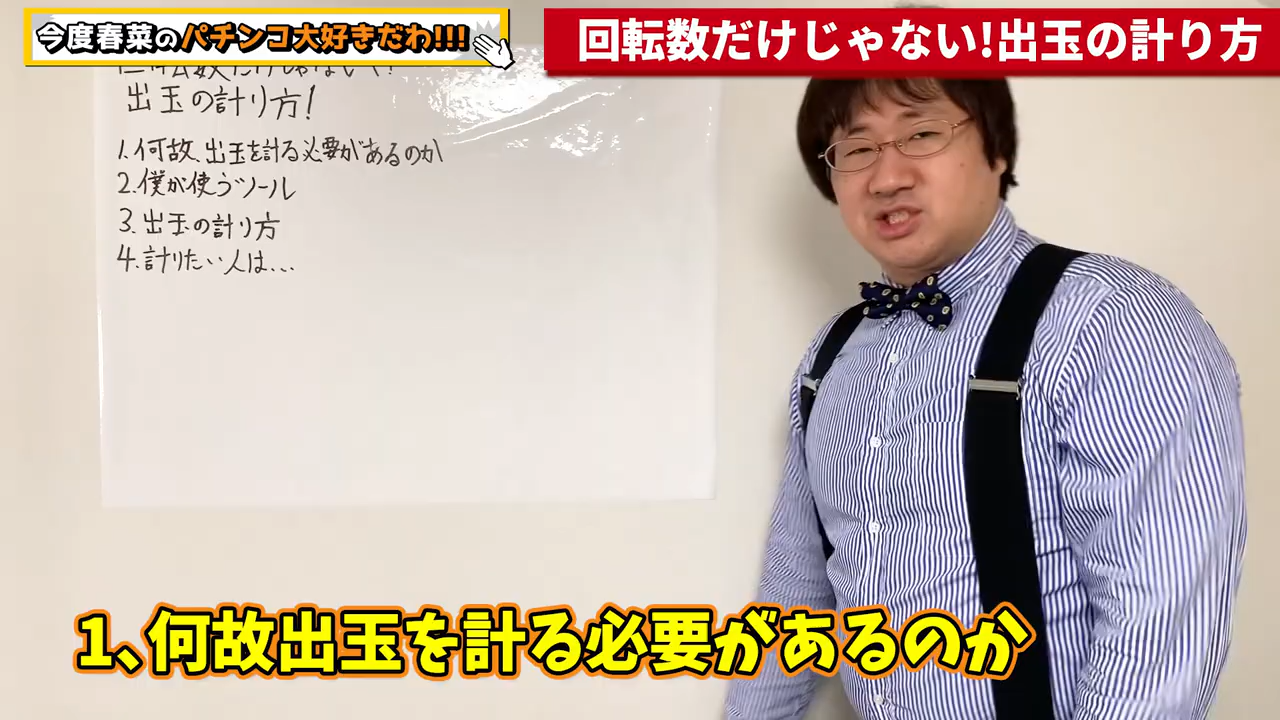 今度春菜のパチンコ大好きだわ!!!
回転数だけじゃない!出玉の計り方
出玉の計り方!
1.何故出玉を計る必要があるのか
2.僕が使うツール
3.出玉の計り方
4.計りたい人は...
1、何故出玉を計る必要があるのか